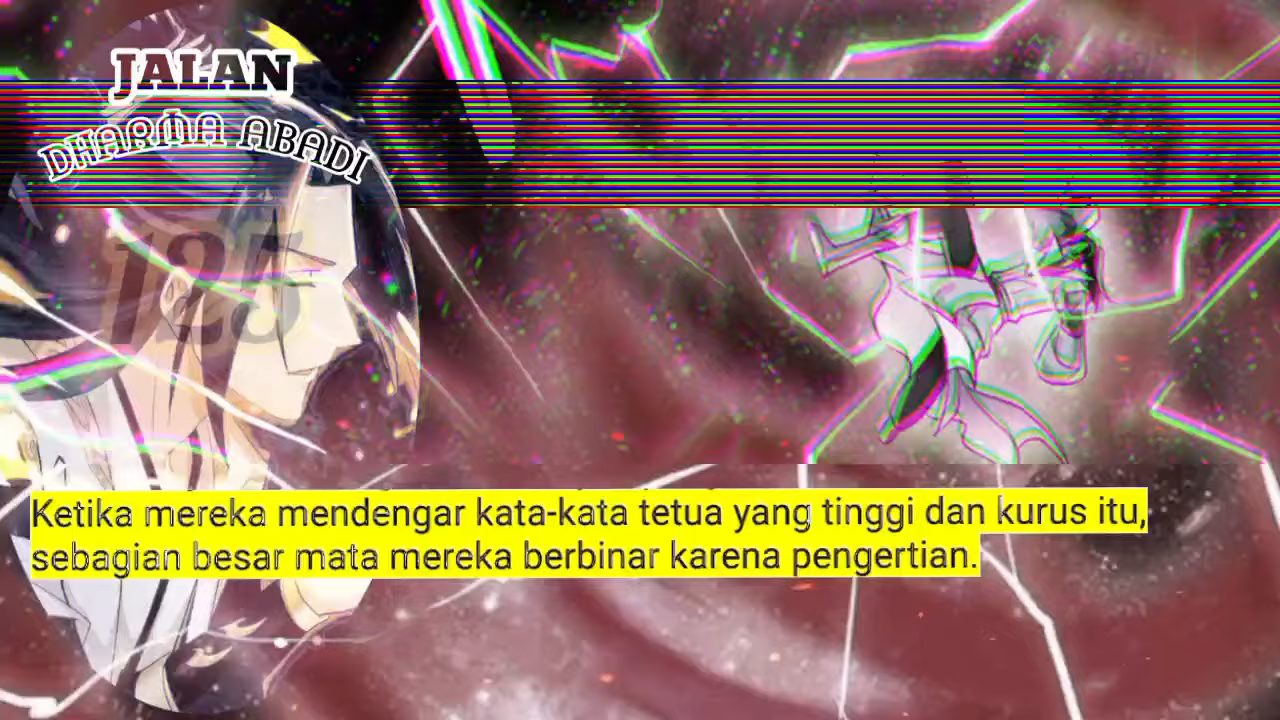 JALAN
DHARMA ABADI
125
Ketika mereka mendengar kata-kata tetua yang tinggi dan kurus itu,
sebagian besar mata mereka berbinar karena pengertian.